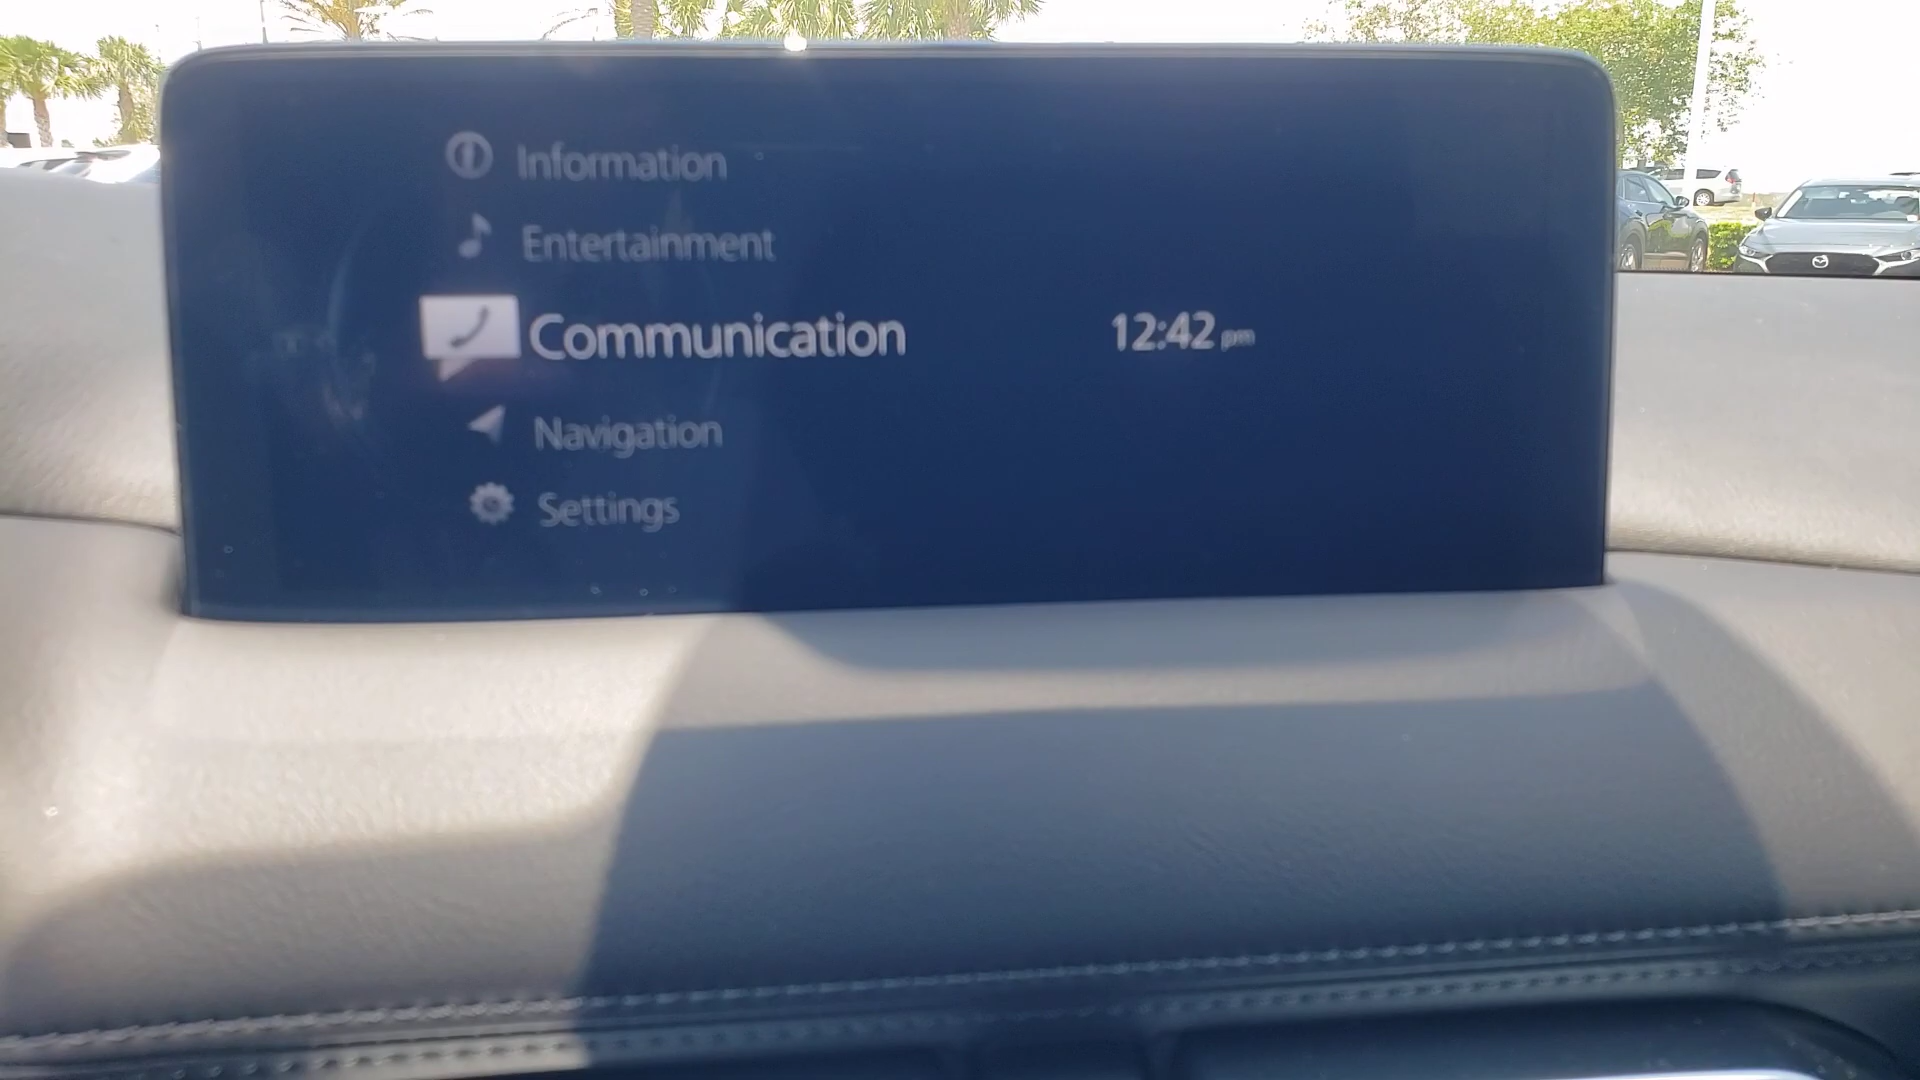 Information
Entertainment
Communication
12:42 pm
Navigation
Settings